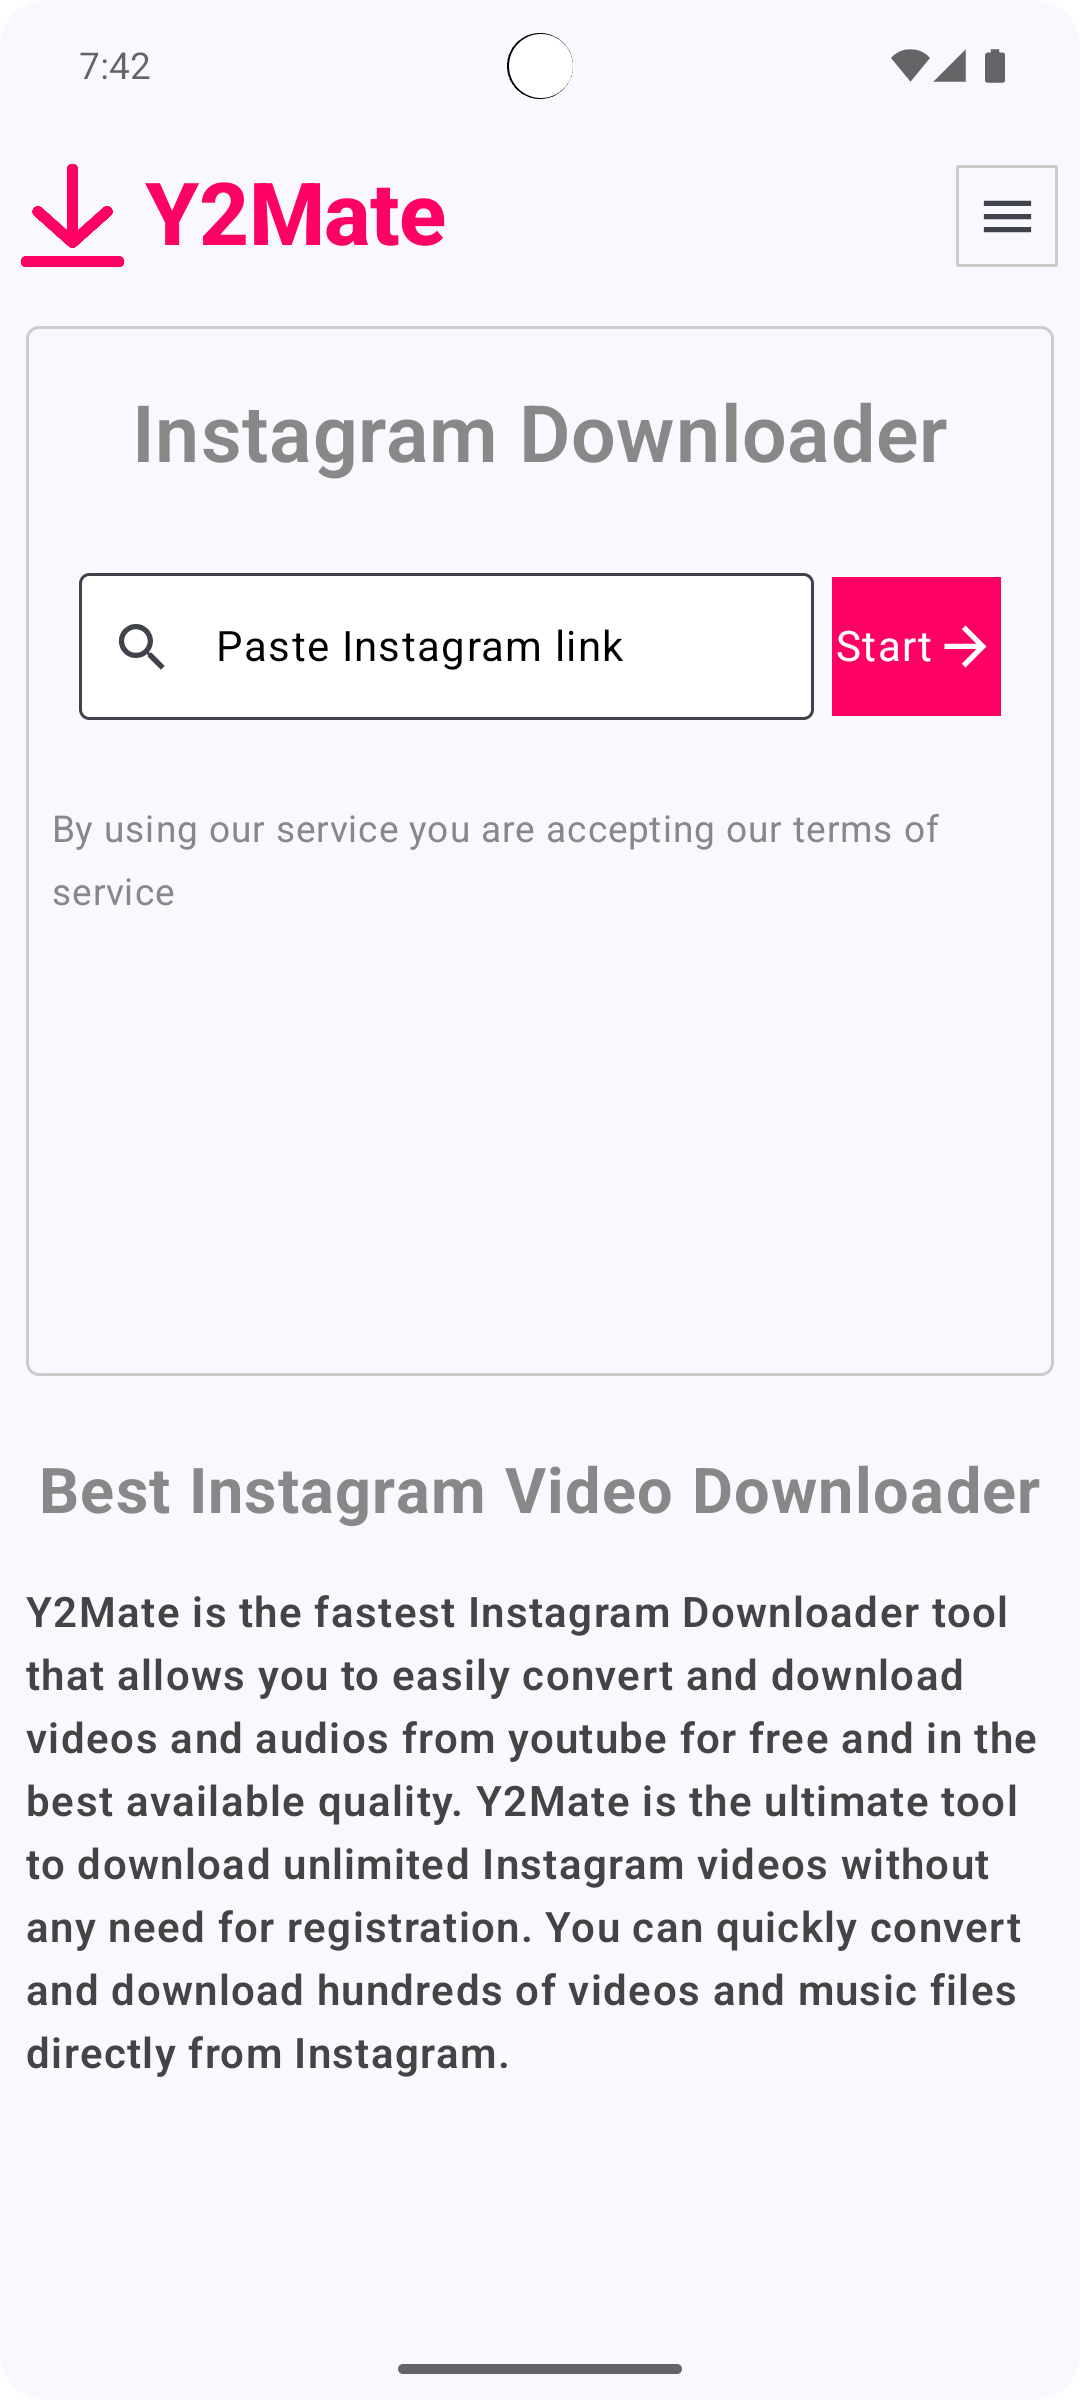 7:42
Y2Mate
Instagram Downloader
Paste Instagram link
Start
By using our service you are accepting our terms of
service
Best Instagram Video Downloader
Y2Mate is the fastest Instagram Downloader tool
that allows you to easily convert and download
videos and audios from youtube for free and in the
best available quality. Y2Mate is the ultimate tool
to download unlimited Instagram videos without
any need for registration. You can quickly convert
and download hundreds of videos and music files
directly from Instagram.